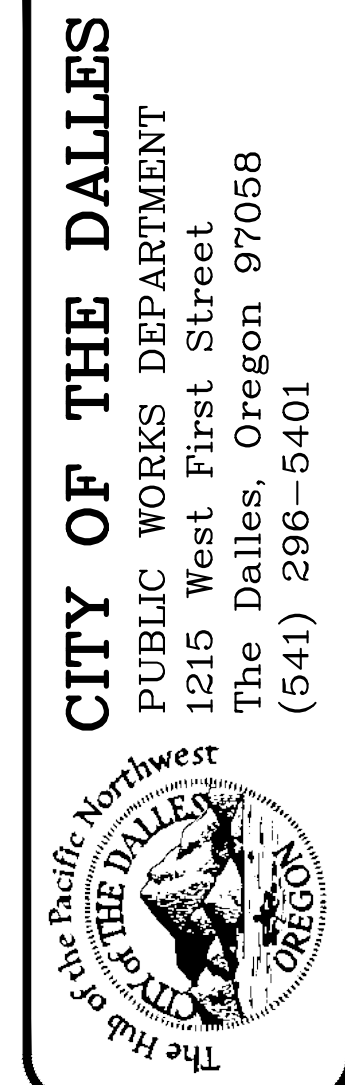 CITY OF THE DALLES
PUBLIC WORKS DEPARTMENT
1215 West First Street
The Dalles, Oregon 97058
(541) 296-5401
The Hub of the Pacific Northwest
CITY of THE DALLES
OREGON